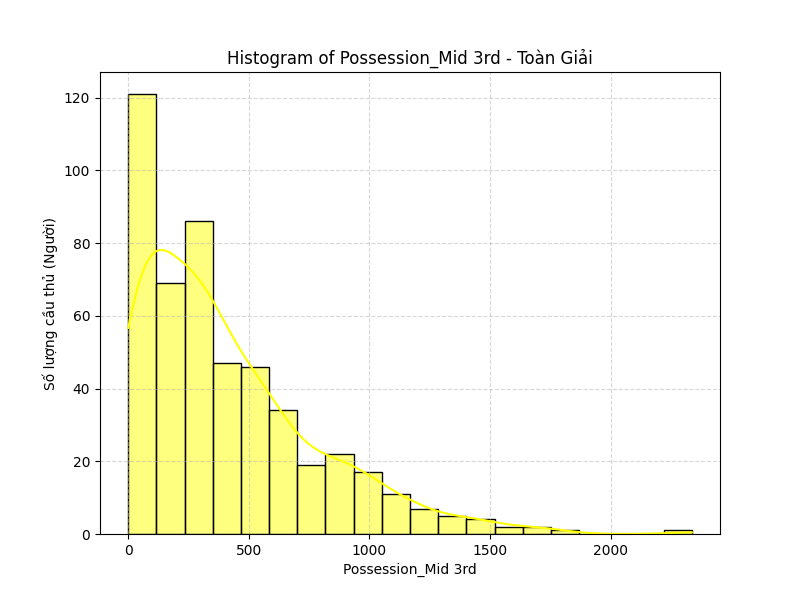 Histogram of Possession_Mid 3rd - Toàn Giải
120
100
80
60
40
20
0
Số lượng cầu thủ (Người)
0 500 1000 1500 2000
Possession_Mid 3rd